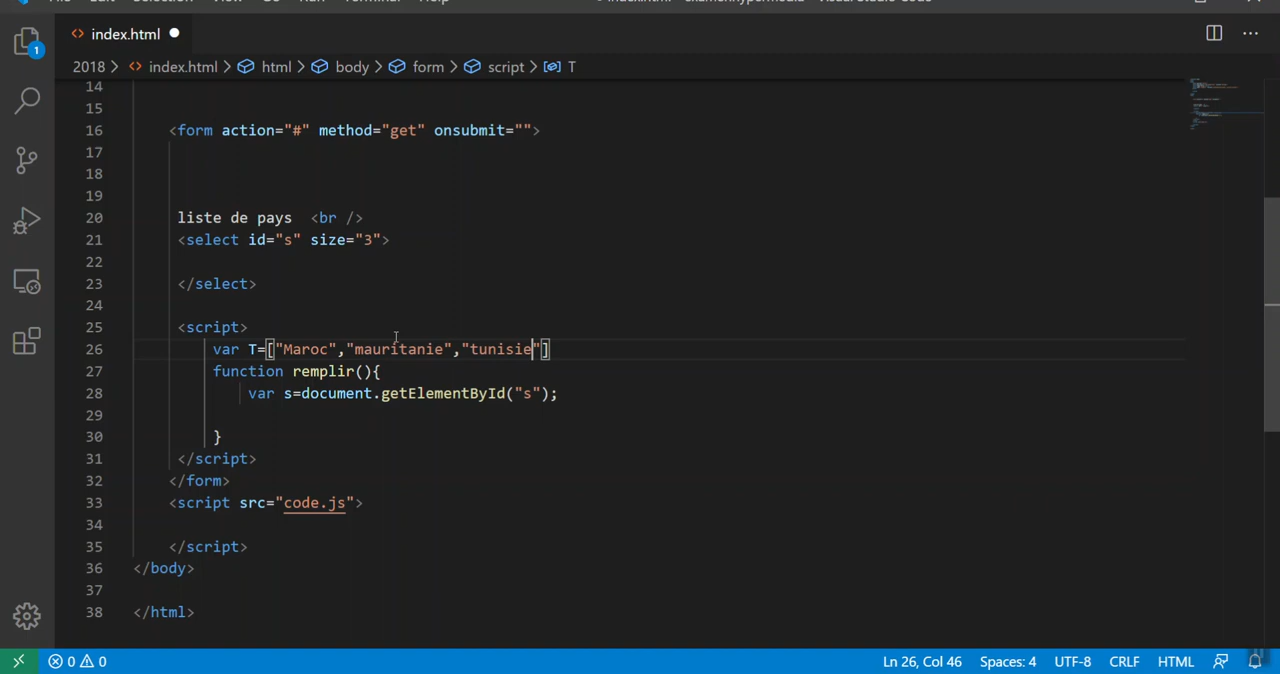 index.html
2018 > index.html > html > body > form > script > T
14
15
16 <form action="#" method="get" onsubmit="">
17
18
19
20 liste de pays <br />
21 <select id="s" size="3">
22
23 </select>
24
25 <script>
26 var T=["Maroc","mauritanie","tunisie"]
27 function remplir(){
28 var s=document.getElementById("s");
29
30 }
31 </script>
32 </form>
33 <script src="code.js">
34
35 </script>
36 </body>
37
38 </html>
1
0 0
Ln 26, Col 46 Spaces: 4 UTF-8 CRLF HTML